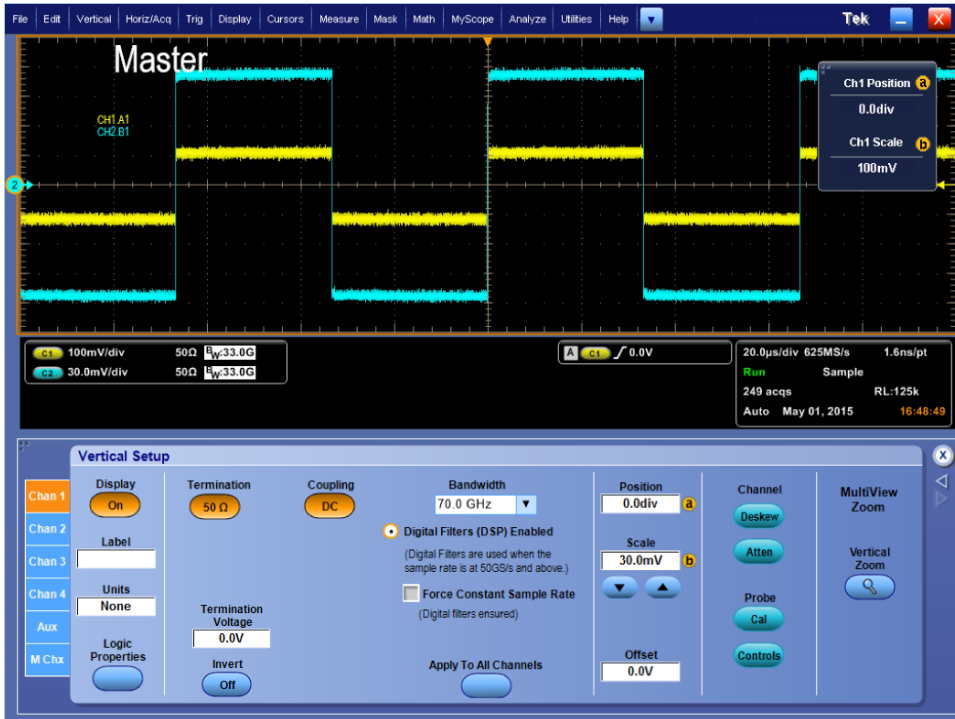 File Edit Vertical Horiz/Acq Trig Display Cursors Measure Mask Math MyScope Analyze Utilities Help Tek X
Master
CH1.A1
CH2.B1
Ch1 Position a
0.0div
Ch1 Scale b
100mV
2
C1 100mV/div 50Ω BW:33.0G
C2 30.0mV/div 50Ω BW:33.0G
A C1 0.0V
20.0µs/div 625MS/s 1.6ns/pt
Run Sample
249 acqs RL:125k
Auto May 01, 2015 16:48:49
Vertical Setup
X
Chan 1
Chan 2
Chan 3
Chan 4
Aux
M Chx
Display
On
Label
Units
None
Logic
Properties
Termination
50 Ω
Termination
Voltage
0.0V
Invert
Off
Coupling
DC
Bandwidth
70.0 GHz
Digital Filters (DSP) Enabled
(Digital Filters are used when the
sample rate is at 50GS/s and above.)
Force Constant Sample Rate
(Digital filters ensured)
Apply To All Channels
Position
0.0div a
Scale
30.0mV b
Offset
0.0V
Channel
Deskew
Atten
Probe
Cal
Controls
MultiView
Zoom
Vertical
Zoom